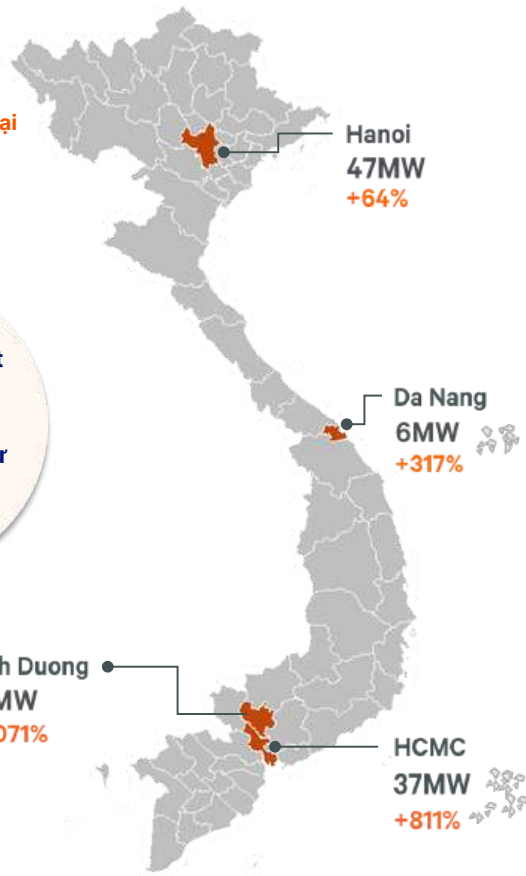 ại
Hanoi
47MW
+64%
t
ư
Da Nang
6MW
+317%
h Duong
MW
071%
HCMC
37MW
+811%